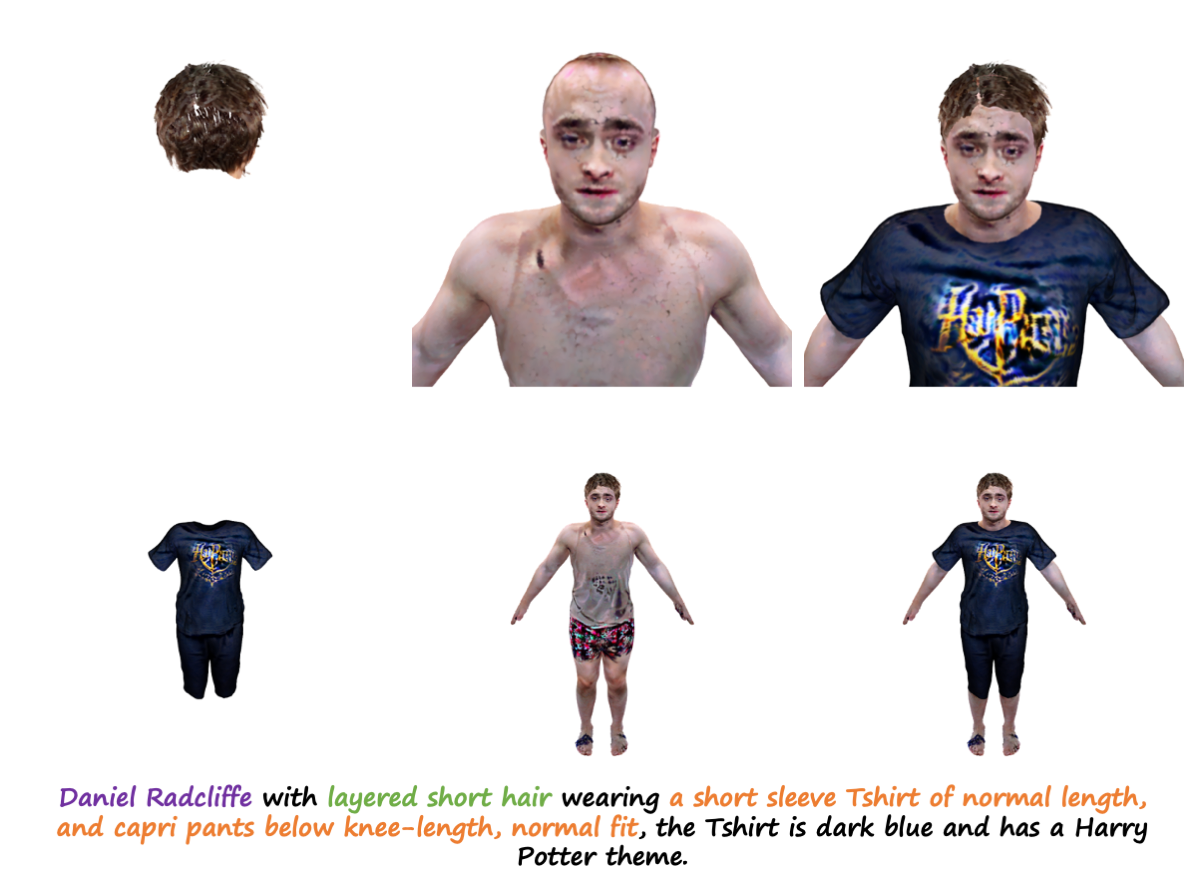 Daniel Radcliffe with layered short hair wearing a short sleeve Tshirt of normal length,
and capri pants below knee-length, normal fit, the Tshirt is dark blue and has a Harry
Potter theme.